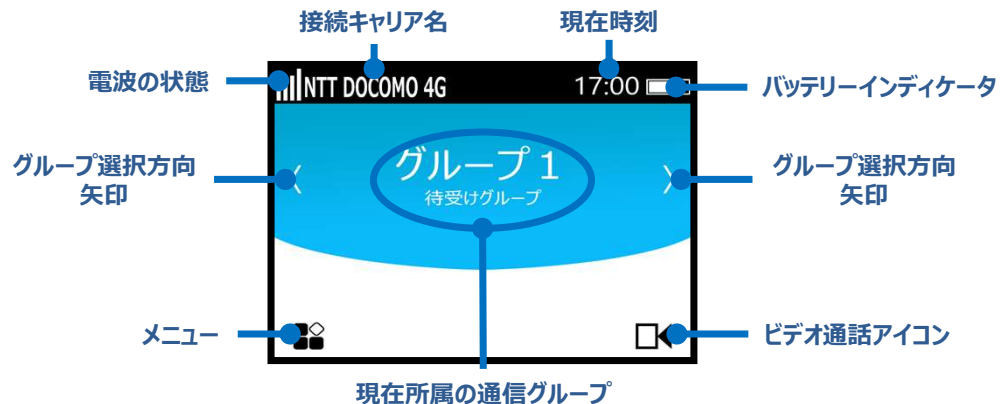 接続キャリア名
現在時刻
電波の状態
NTT DOCOMO 4G
17:00
バッテリーインディケータ
グループ選択方向
矢印
グループ 1
待受けグループ
グループ選択方向
矢印
メニュー
ビデオ通話アイコン
現在所属の通信グループ